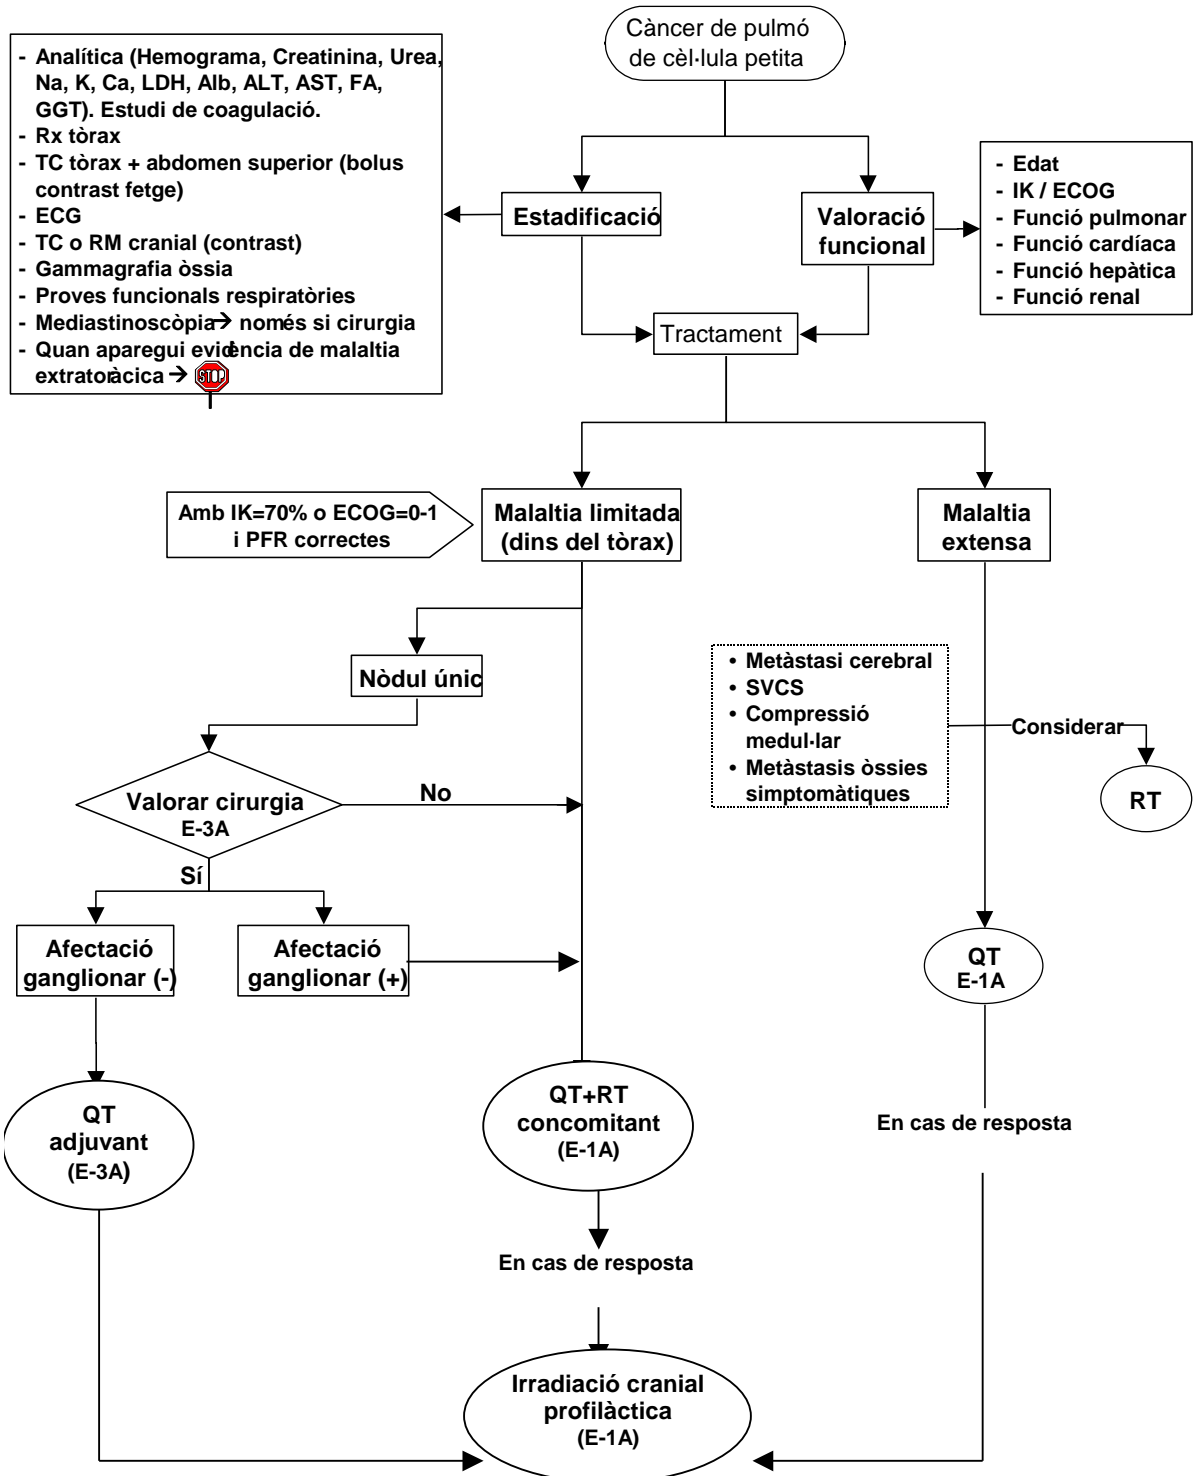 Càncer de pulmó
de cèl·lula petita
- Analítica (Hemograma, Creatinina, Urea,
Na, K, Ca, LDH, Alb, ALT, AST, FA,
GGT). Estudi de coagulació.
- Rx tòrax
- TC tòrax + abdomen superior (bolus
contrast fetge)
- ECG
- TC o RM cranial (contrast)
- Gammagrafia òssia
- Proves funcionals respiratòries
- Mediastinoscòpia→ només si cirurgia
- Quan aparegui evidència de malaltia
extratoràcica → STOP
Estadificació
Valoració
funcional
- Edat
- IK / ECOG
- Funció pulmonar
- Funció cardíaca
- Funció hepàtica
- Funció renal
Tractament
Amb IK=70% o ECOG=0-1
i PFR correctes
Malaltia limitada
(dins del tòrax)
Malaltia
extensa
Nòdul únic
• Metàstasi cerebral
• SVCS
• Compressió
medul·lar
• Metàstasis òssies
simptomàtiques
Considerar
RT
Valorar cirurgia
E-3A
No
Sí
Afectació
ganglionar (-)
Afectació
ganglionar (+)
QT
E-1A
QT
adjuvant
(E-3A)
QT+RT
concomitant
(E-1A)
En cas de resposta
En cas de resposta
Irradiació cranial
profilàctica
(E-1A)